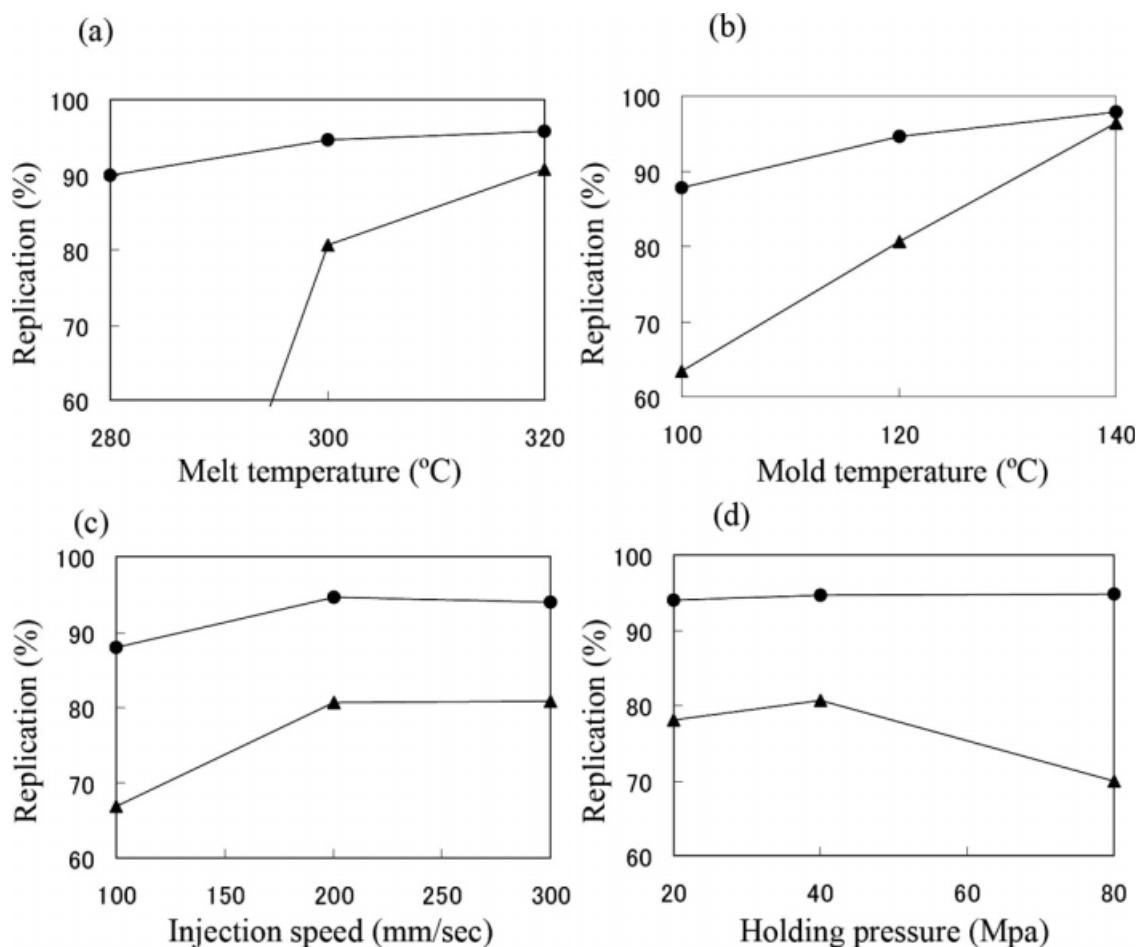 (a)
100
90
80
70
60
Replication (%)
280 300 320
Melt temperature (ºC)
(b)
100
90
80
70
60
Replication (%)
100 120 140
Mold temperature (ºC)
(c)
100
90
80
70
60
Replication (%)
100 150 200 250 300
Injection speed (mm/sec)
(d)
100
90
80
70
60
Replication (%)
20 40 60 80
Holding pressure (Mpa)